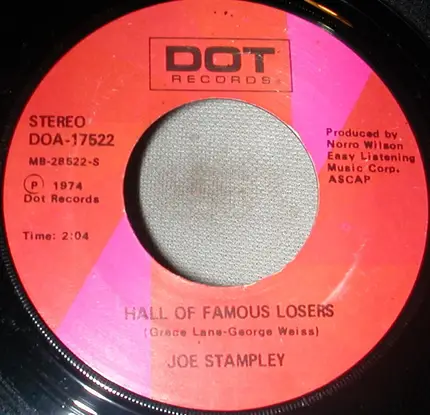 DOT
RECORDS
STEREO
DOA-17522
MB-28522-S
Ⓟ 1974
Dot Records
Time: 2:04
Produced by
Norro Wilson
Easy Listening
Music Corp.
ASCAP
HALL OF FAMOUS LOSERS
(Grace Lane-George Weiss)
JOE STAMPLEY